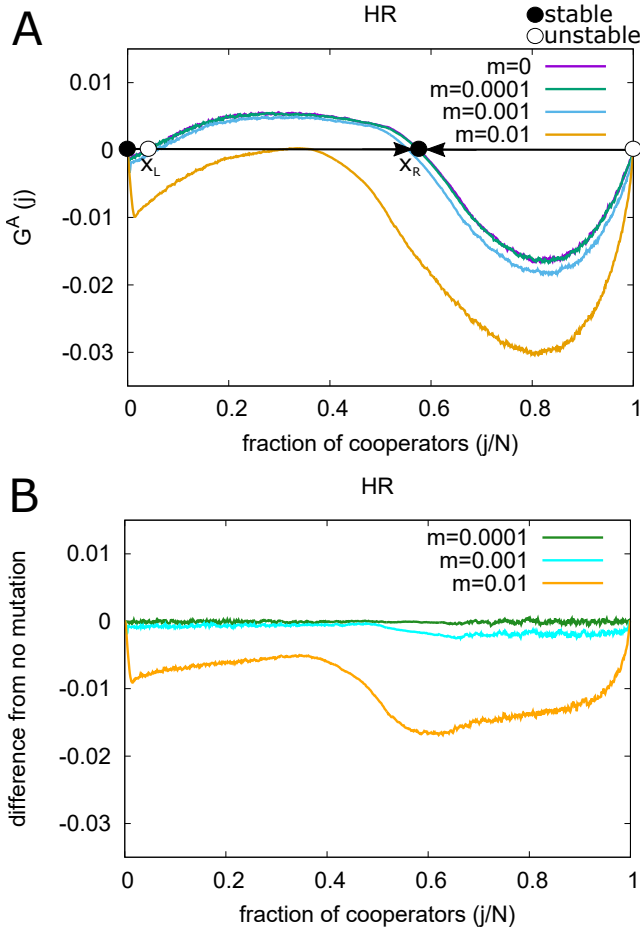 A
HR
stable
unstable
0.01
0
-0.01
-0.02
-0.03
G^A (j)
m=0
m=0.0001
m=0.001
m=0.01
X_L
X_R
0 0.2 0.4 0.6 0.8 1
fraction of cooperators (j/N)
B
HR
0.01
0
-0.01
-0.02
-0.03
difference from no mutation
m=0.0001
m=0.001
m=0.01
0 0.2 0.4 0.6 0.8 1
fraction of cooperators (j/N)